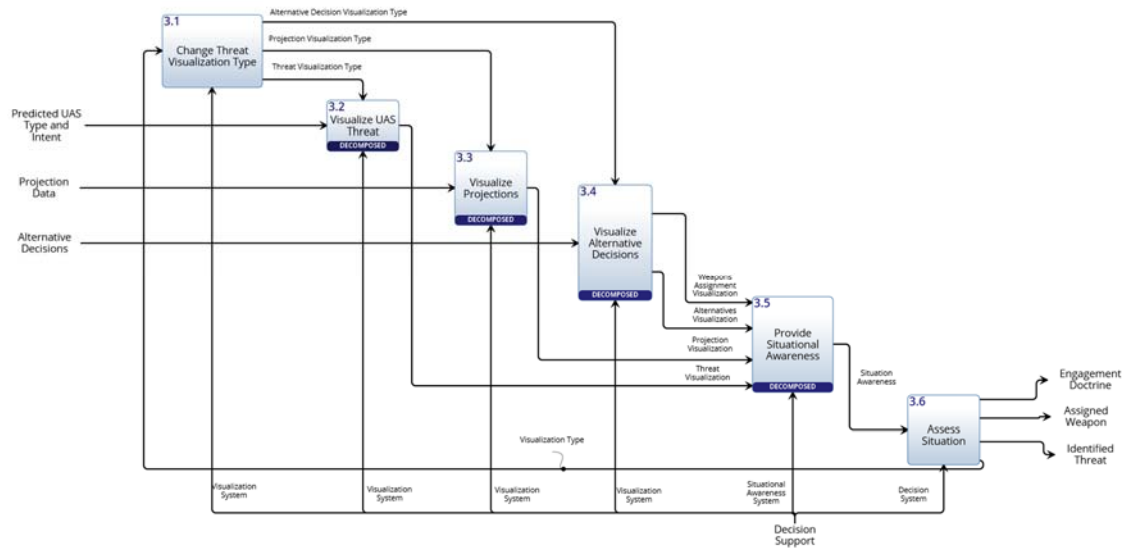 Alternative Decision Visualization Type
3.1
Change Threat
Visualization Type
Projection Visualization Type
Threat Visualization Type
Predicted UAS
Type and
Intent
3.2
Visualize UAS
Threat
DECOMPOSED
3.3
Visualize
Projections
DECOMPOSED
Projection
Data
3.4
Visualize
Alternative
Decisions
DECOMPOSED
Alternative
Decisions
Weapons
Assignment
Visualization
Alternatives
Visualization
Projection
Visualization
Threat
Visualization
3.5
Provide
Situational
Awareness
DECOMPOSED
Situation
Awareness
3.6
Assess
Situation
Engagement
Doctrine
Assigned
Weapon
Identified
Threat
Visualization Type
Visualization
System
Visualization
System
Visualization
System
Visualization
System
Situational
Awareness
System
Decision
System
Decision
Support